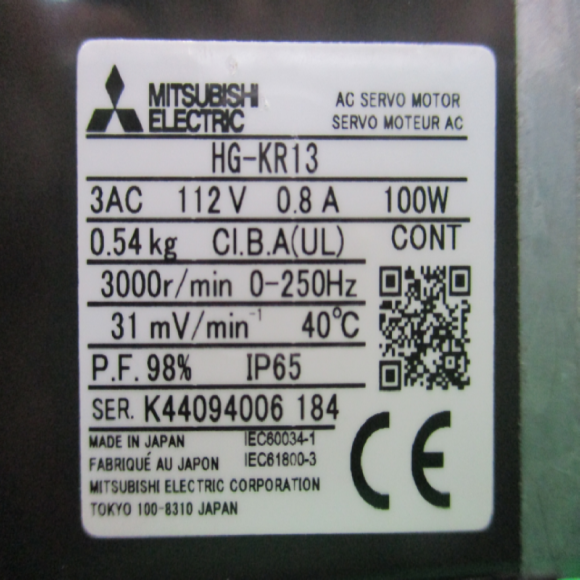 MITSUBISHI
ELECTRIC
AC SERVO MOTOR
SERVO MOTEUR AC
HG-KR13
3AC 112 V 0.8 A 100W
0.54 kg CI.B.A(UL) CONT
3000r/min 0-250Hz
31 mV/min⁻¹ 40℃
P.F. 98% IP65
SER. K44094006 184
MADE IN JAPAN IEC60034-1
FABRIQUÉ AU JAPON IEC61800-3
MITSUBISHI ELECTRIC CORPORATION
TOKYO 100-8310 JAPAN
CE